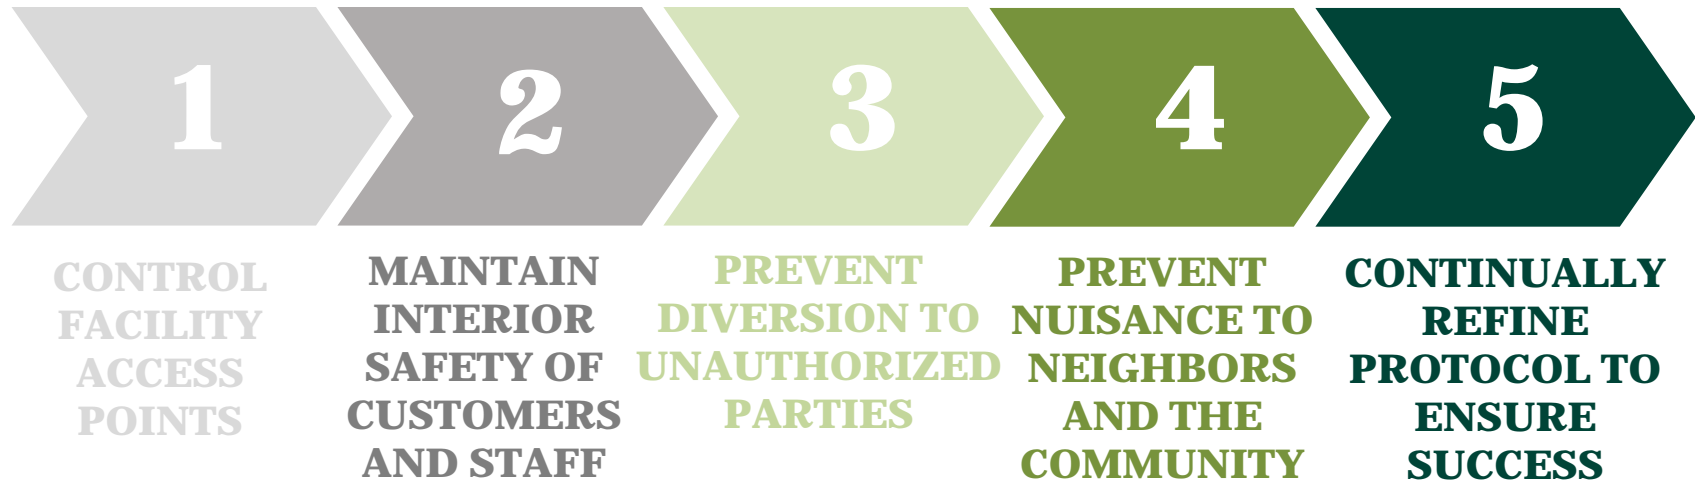 1
CONTROL
FACILITY
ACCESS
POINTS
2
MAINTAIN
INTERIOR
SAFETY OF
CUSTOMERS
AND STAFF
3
PREVENT
DIVERSION TO
UNAUTHORIZED
PARTIES
4
PREVENT
NUISANCE TO
NEIGHBORS
AND THE
COMMUNITY
5
CONTINUALLY
REFINE
PROTOCOL TO
ENSURE
SUCCESS